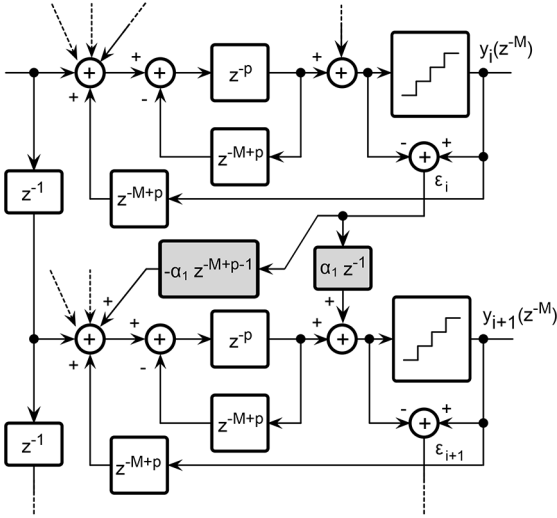 + - + y_i(z^-M)
z^-p
+
- +
z^-M+p
ε_i
z^-M+p
z^-1
-α_1 z^-M+p-1
α_1 z^-1
+ +
+ - + y_i+1(z^-M)
z^-p
+
- +
z^-M+p
ε_i+1
z^-M+p
z^-1